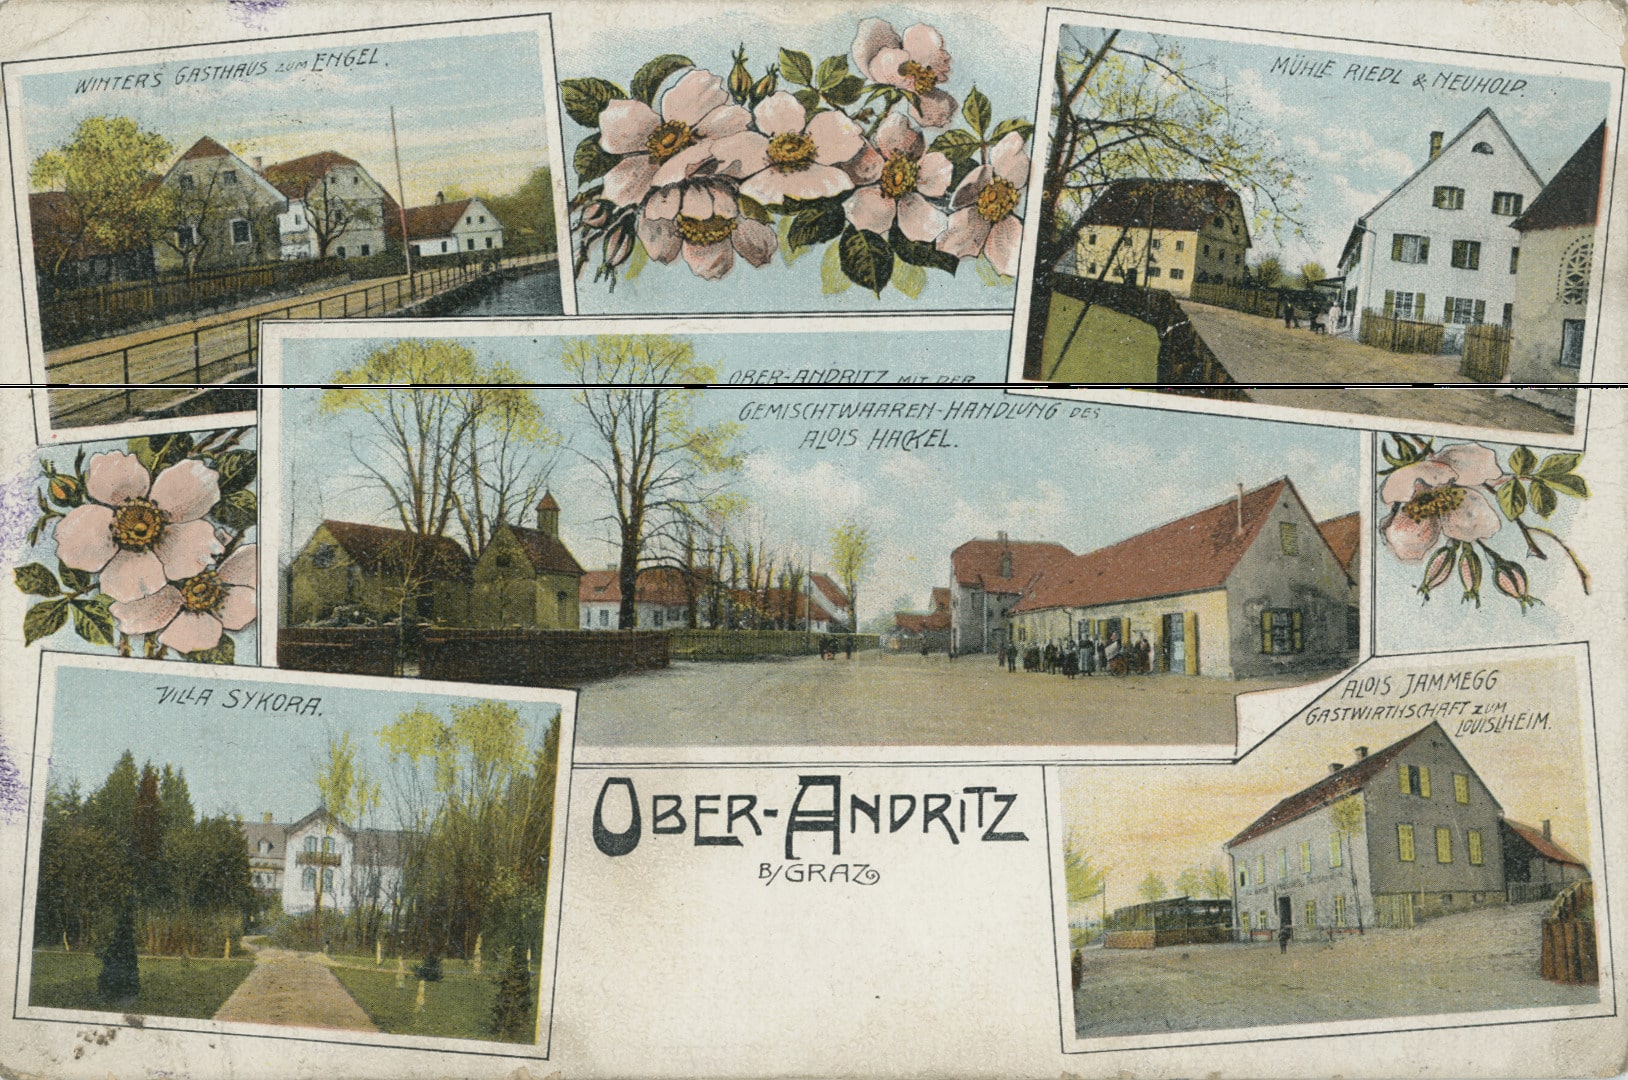 WINTERS GASTHAUS ZUM ENGEL.
MÜHLE RIEDL & NEUHOLD.
OBER-ANDRITZ MIT DER
GEMISCHTWAAREN-HANDLUNG DES
ALOIS HACKEL.
VILLA SYKORA.
ALOIS JAMMEGG
GASTWIRTHSCHAFT ZUM
LOUISLHEIM.
OBER-ANDRITZ
B/GRAZ